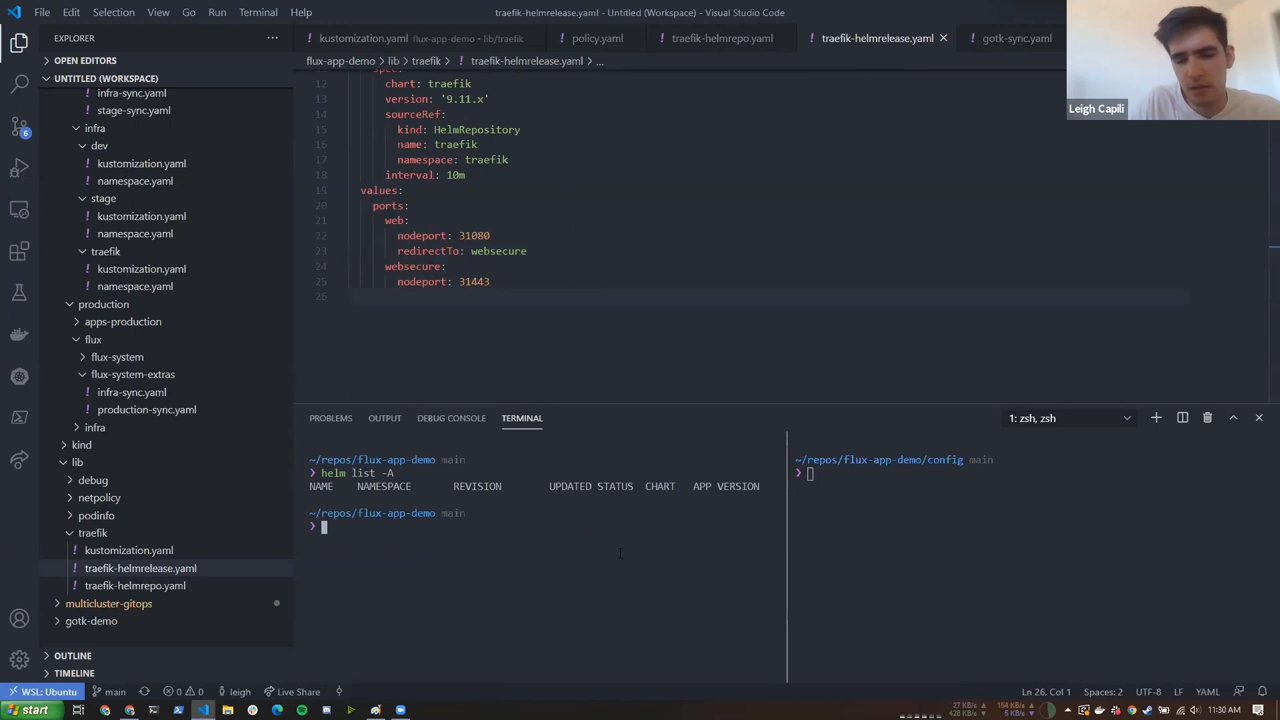 File Edit Selection View Go Run Terminal Help
traefik-helmrelease.yaml - Untitled (Workspace) - Visual Studio Code
EXPLORER
kustomization.yaml flux-app-demo • lib/traefik
policy.yaml
traefik-helmrepo.yaml
traefik-helmrelease.yaml
gotk-sync.yaml
OPEN EDITORS
UNTITLED (WORKSPACE)
infra-sync.yaml
stage-sync.yaml
infra
dev
kustomization.yaml
namespace.yaml
stage
kustomization.yaml
namespace.yaml
traefik
kustomization.yaml
namespace.yaml
production
apps-production
flux
flux-system
flux-system-extras
infra-sync.yaml
production-sync.yaml
infra
kind
lib
debug
netpolicy
podinfo
traefik
kustomization.yaml
traefik-helmrelease.yaml
traefik-helmrepo.yaml
multicluster-gitops
gotk-demo
OUTLINE
TIMELINE
6
flux-app-demo > lib > traefik > traefik-helmrelease.yaml > ...
12 chart: traefik
13 version: '9.11.x'
14 sourceRef:
15 kind: HelmRepository
16 name: traefik
17 namespace: traefik
18 interval: 10m
19 values:
20 ports:
21 web:
22 nodeport: 31080
23 redirectTo: websecure
24 websecure:
25 nodeport: 31443
26
Leigh Capili
PROBLEMS OUTPUT DEBUG CONSOLE TERMINAL
1: zsh, zsh
~/repos/flux-app-demo main
❯ helm list -A
NAME NAMESPACE REVISION UPDATED STATUS CHART APP VERSION
~/repos/flux-app-demo main
❯
~/repos/flux-app-demo/config main
❯
WSL: Ubuntu main 0 0 leigh Live Share
Ln 26, Col 1 Spaces: 2 UTF-8 LF YAML
start
11:30 AM